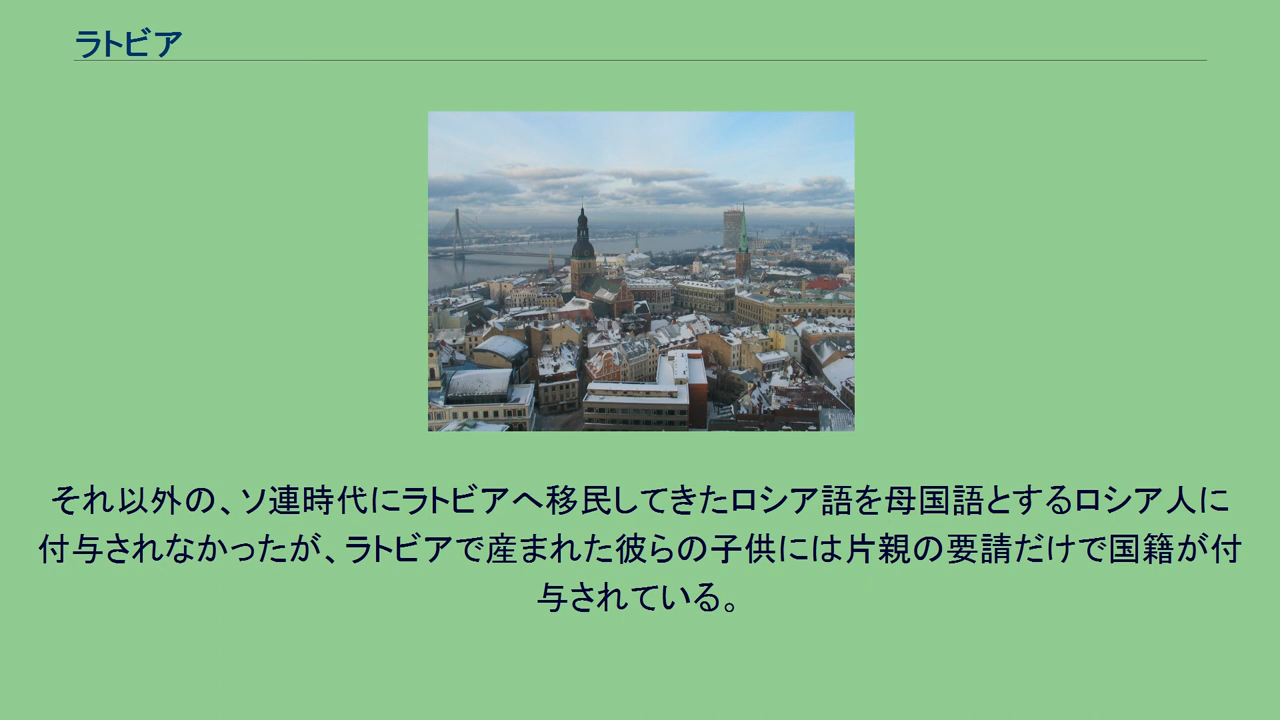 ラトビア
それ以外の、ソ連時代にラトビアへ移民してきたロシア語を母国語とするロシア人に
付与されなかったが、ラトビアで産まれた彼らの子供には片親の要請だけで国籍が付
与されている。